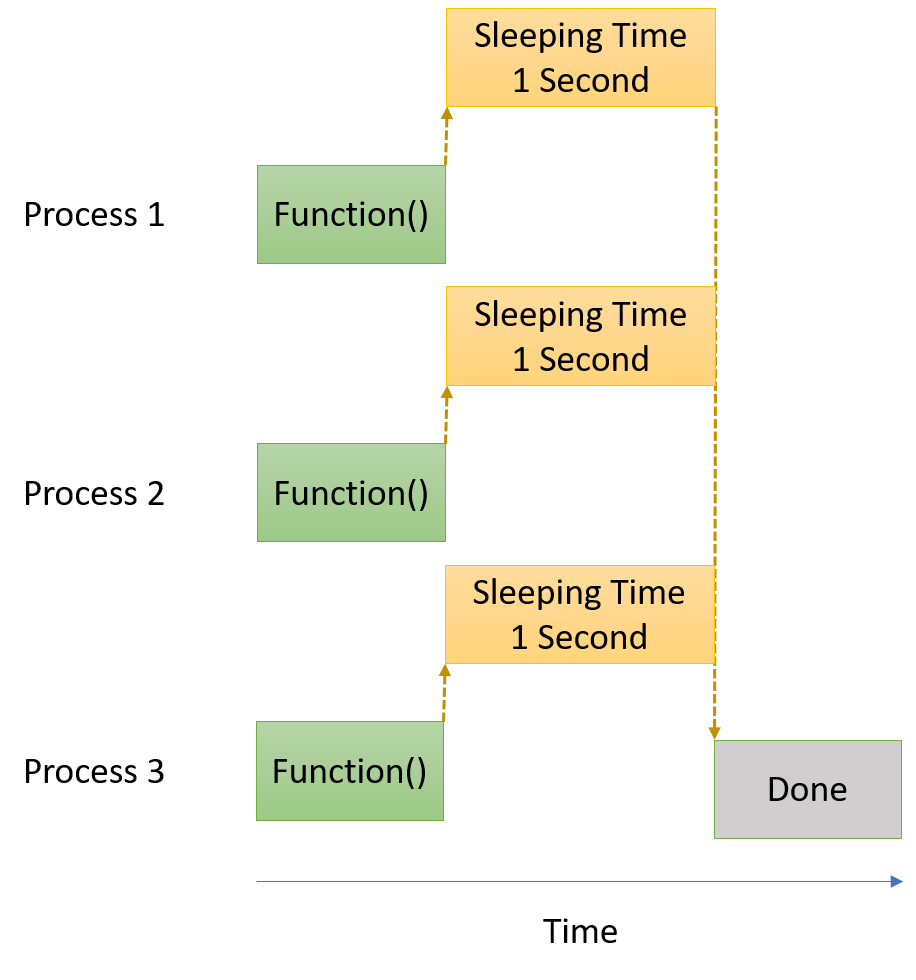 Sleeping Time
1 Second
Process 1
Function()
Sleeping Time
1 Second
Process 2
Function()
Sleeping Time
1 Second
Process 3
Function()
Done
Time